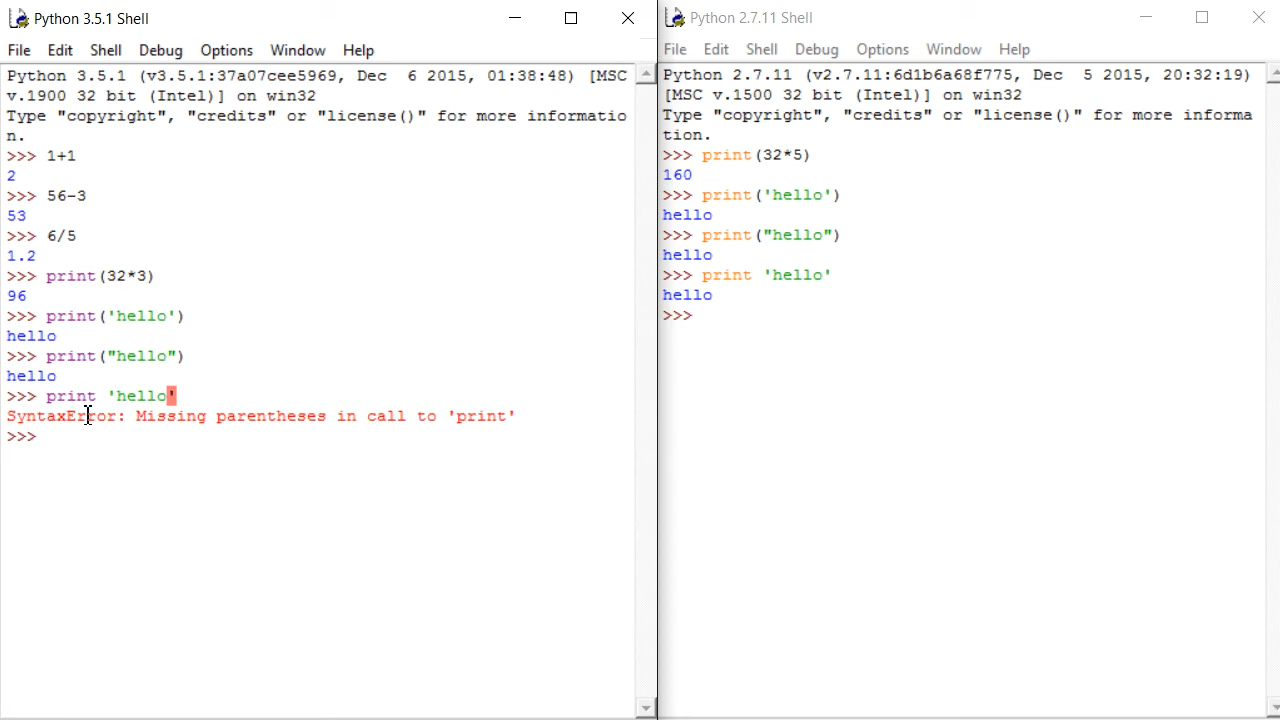 Python 3.5.1 Shell
File Edit Shell Debug Options Window Help
Python 3.5.1 (v3.5.1:37a07cee5969, Dec  6 2015, 01:38:48) [MSC
v.1900 32 bit (Intel)] on win32
Type "copyright", "credits" or "license()" for more informatio
n.
>>> 1+1
2
>>> 56-3
53
>>> 6/5
1.2
>>> print(32*3)
96
>>> print('hello')
hello
>>> print("hello")
hello
>>> print 'hello'
SyntaxError: Missing parentheses in call to 'print'
>>>
Python 2.7.11 Shell
File Edit Shell Debug Options Window Help
Python 2.7.11 (v2.7.11:6d1b6a68f775, Dec  5 2015, 20:32:19)
[MSC v.1500 32 bit (Intel)] on win32
Type "copyright", "credits" or "license()" for more informa
tion.
>>> print(32*5)
160
>>> print('hello')
hello
>>> print("hello")
hello
>>> print 'hello'
hello
>>>